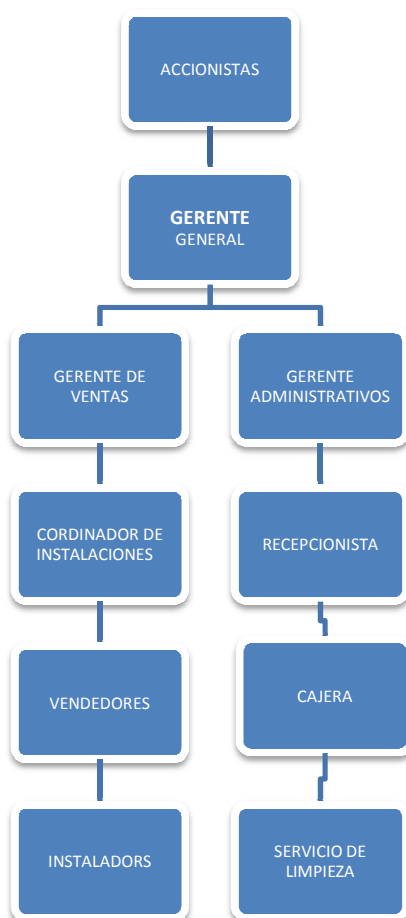 ACCIONISTAS
GERENTE
GENERAL
GERENTE DE
VENTAS
GERENTE
ADMINISTRATIVOS
CORDINADOR DE
INSTALACIONES
RECEPCIONISTA
VENDEDORES
CAJERA
INSTALADORS
SERVICIO DE
LIMPIEZA